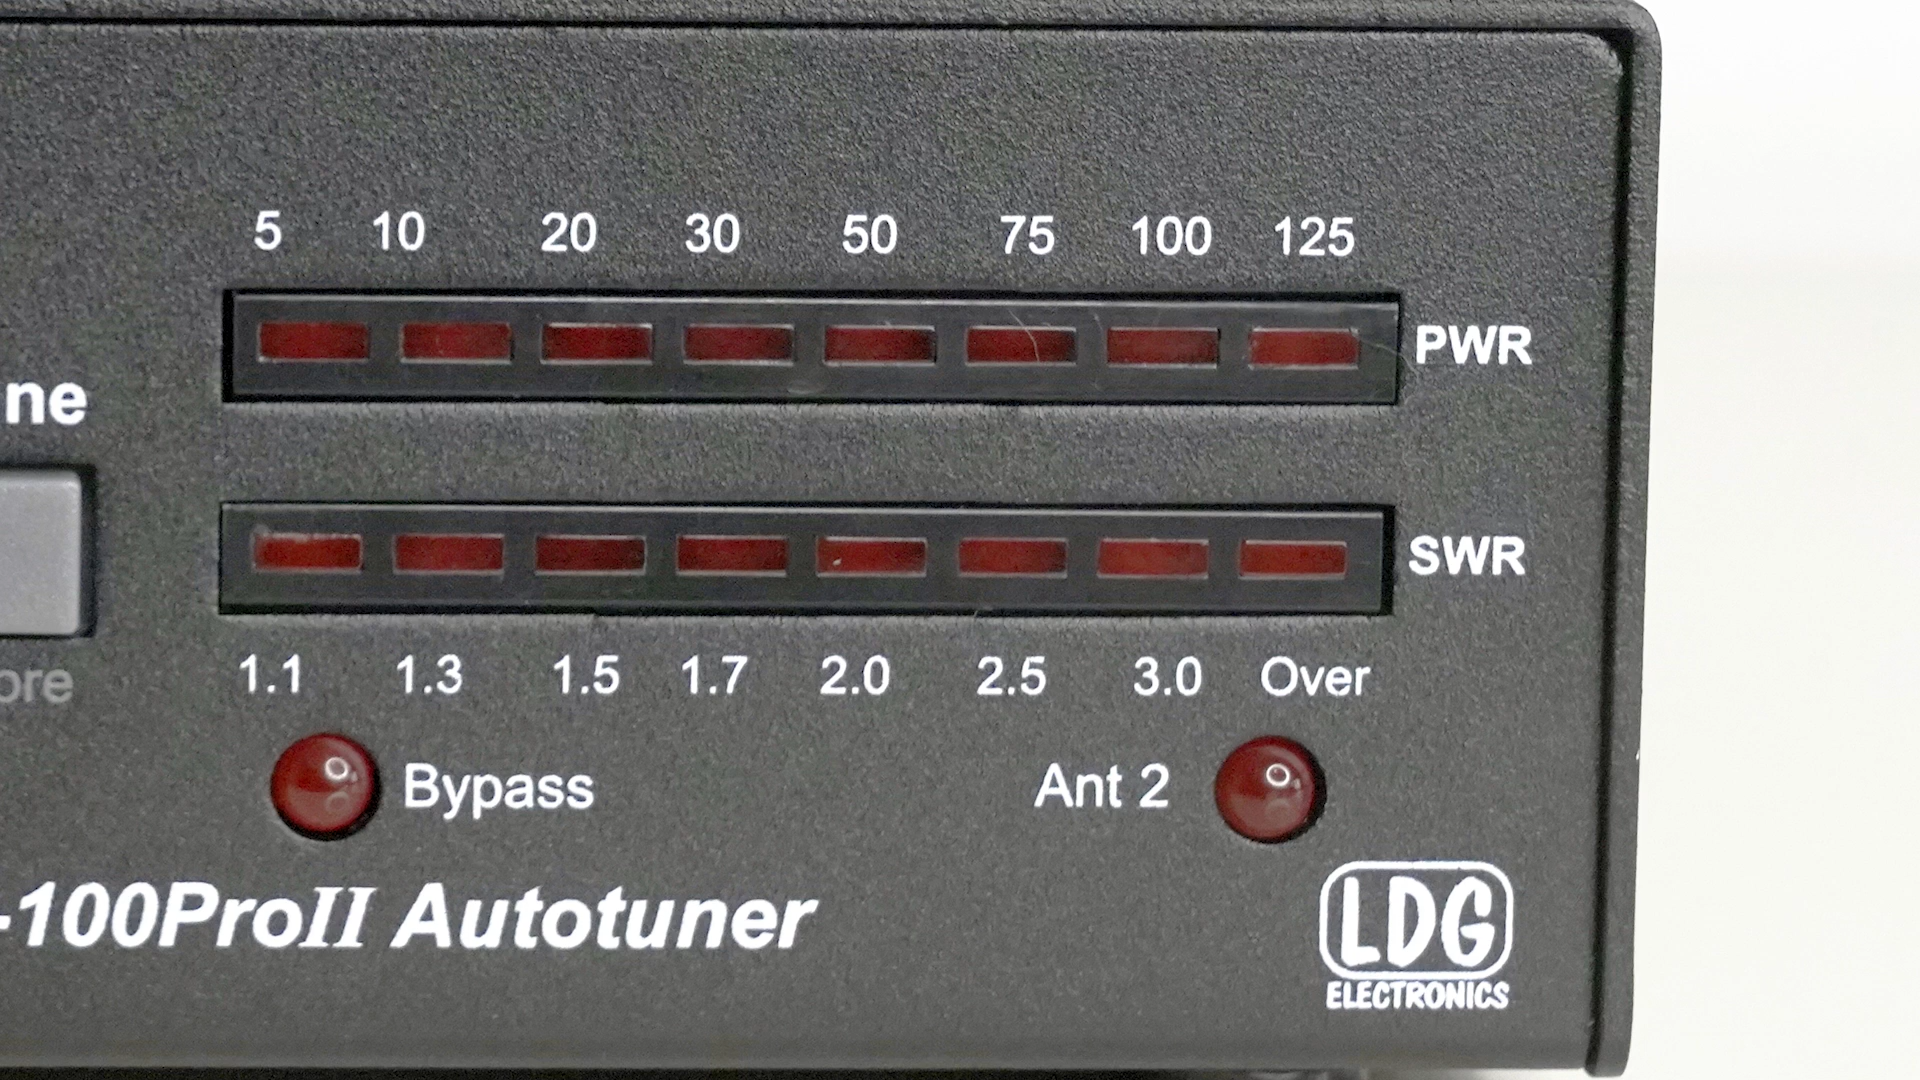 5 10 20 30 50 75 100 125
PWR
ne
SWR
ore
1.1 1.3 1.5 1.7 2.0 2.5 3.0 Over
Bypass Ant 2
-100ProII Autotuner
LDG
ELECTRONICS